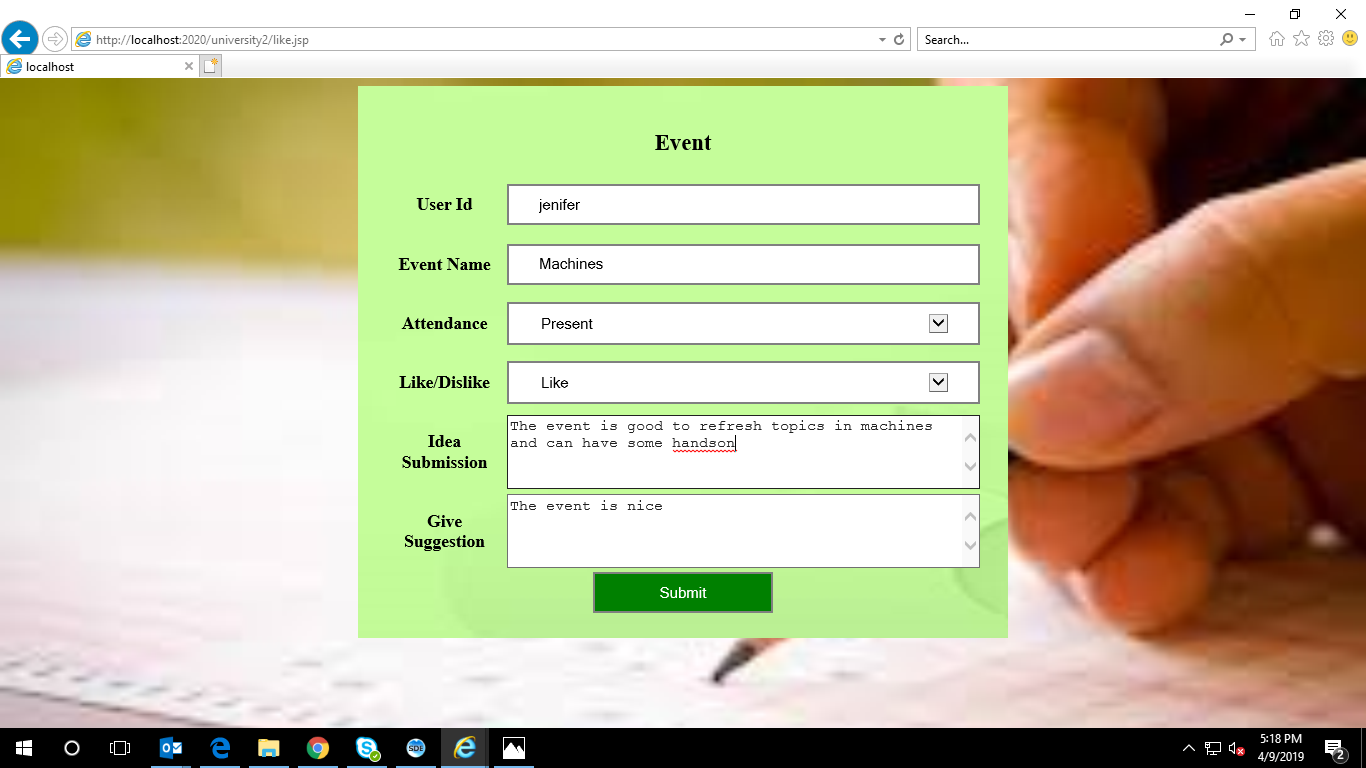 http://localhost:2020/university2/like.jsp
Search...
localhost
Event
User Id
jenifer
Event Name
Machines
Attendance
Present
Like/Dislike
Like
Idea
Submission
The event is good to refresh topics in machines
and can have some handson
Give
Suggestion
The event is nice
Submit
SDE
5:18 PM
4/9/2019
2